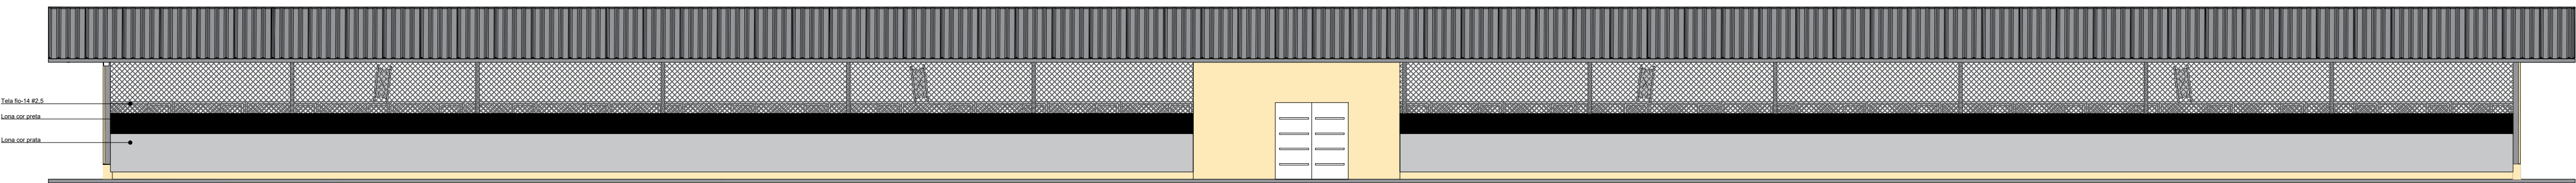 Tela fio-14 #2,5
Lona cor preta
Lona cor prata